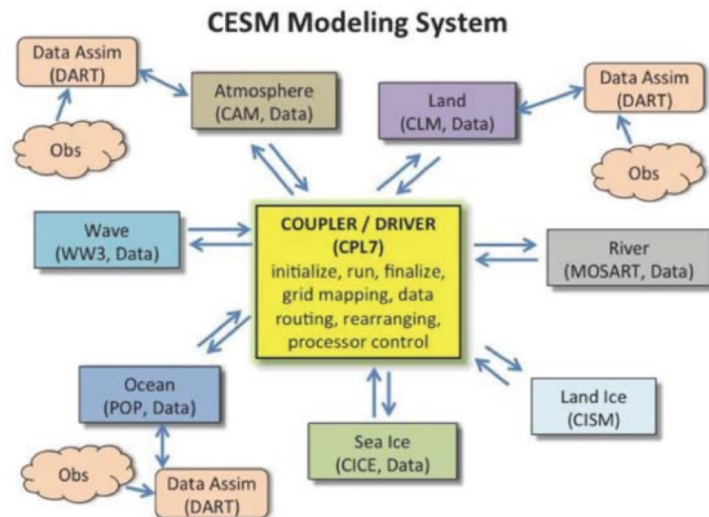 CESM Modeling System
Data Assim
(DART)
Obs
Atmosphere
(CAM, Data)
Land
(CLM, Data)
Data Assim
(DART)
Obs
Wave
(WW3, Data)
COUPLER / DRIVER
(CPL7)
initialize, run, finalize,
grid mapping, data
routing, rearranging,
processor control
River
(MOSART, Data)
Ocean
(POP, Data)
Obs
Data Assim
(DART)
Sea Ice
(CICE, Data)
Land Ice
(CISM)